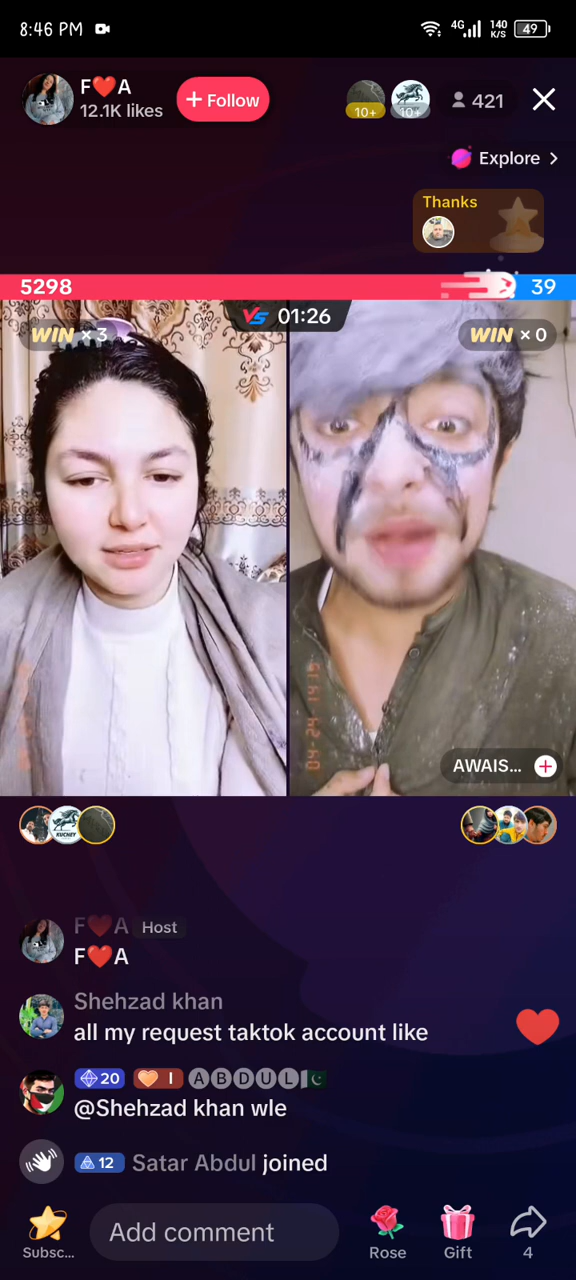 8:46 PM
4G
140 K/S
49
F❤️A
12.1K likes
+ Follow
10+
10+
421
Explore >
Thanks
5298
39
VS 01:26
WIN × 3
WIN × 0
AWAIS... +
KUCHEY
F❤️A Host
F❤️A
Shehzad khan
all my request taktok account like
20 I ⒶⒷⒹⓊⓁ🇵🇰
@Shehzad khan wle
12 Satar Abdul joined
Add comment
Subsc...
Rose
Gift
4